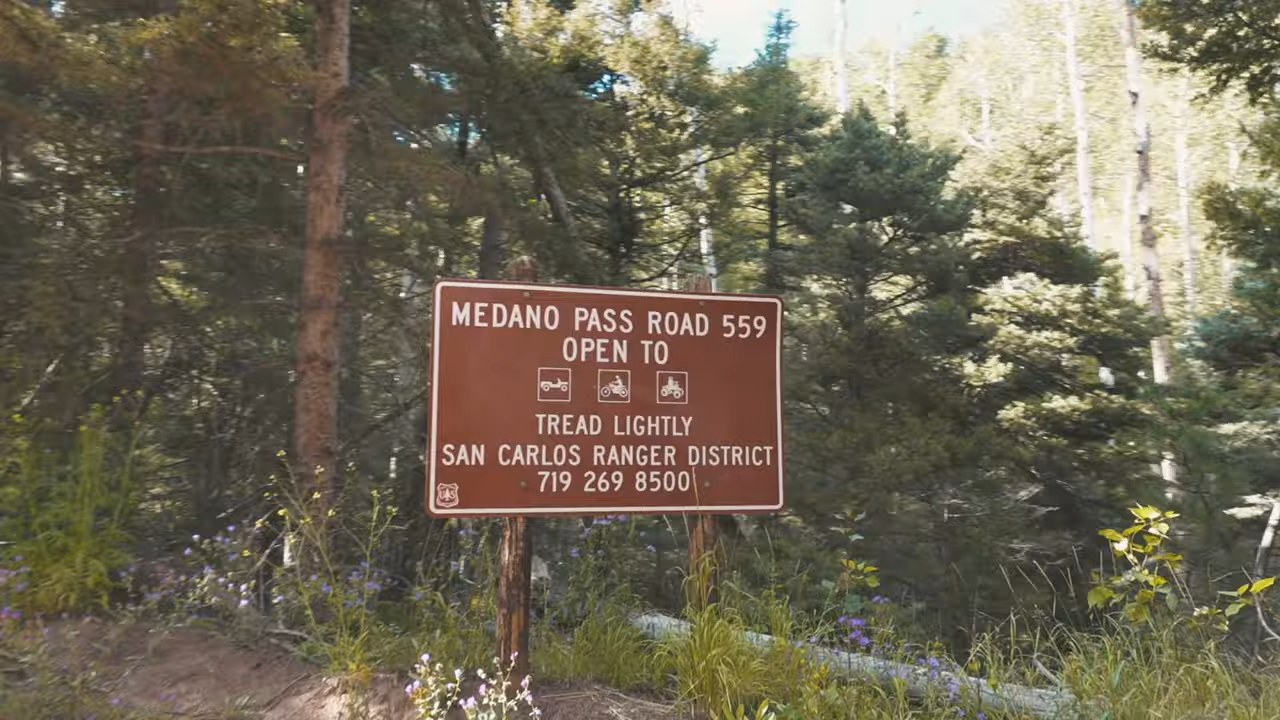 MEDANO PASS ROAD 559
OPEN TO
TREAD LIGHTLY
SAN CARLOS RANGER DISTRICT
719 269 8500